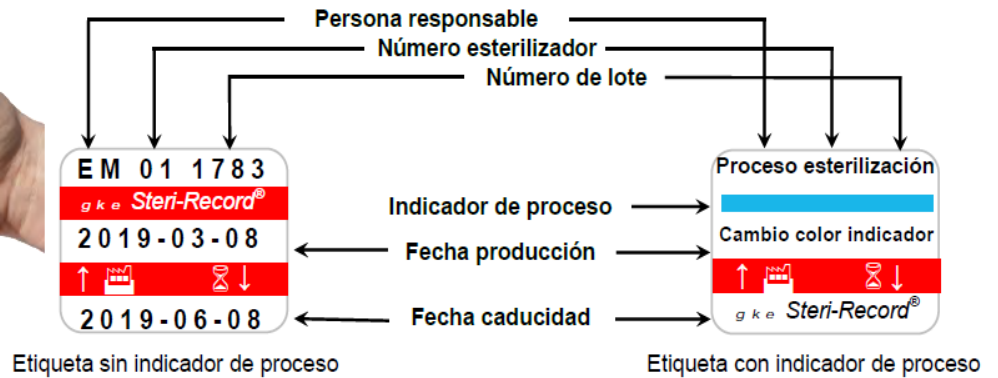 Persona responsable
Número esterilizador
Número de lote
EM 01 1783
gke Steri-Record®
2019-03-08
2019-06-08
Indicador de proceso
Fecha producción
Fecha caducidad
Proceso esterilización
Cambio color indicador
gke Steri-Record®
Etiqueta sin indicador de proceso
Etiqueta con indicador de proceso